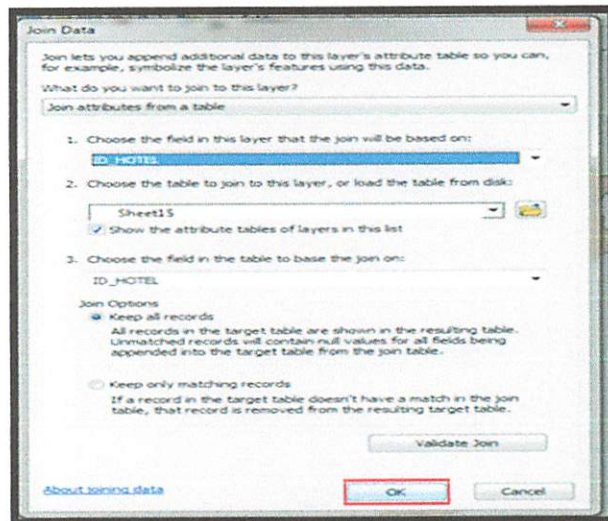 Join Data
Join lets you append additional data to this layer's attribute table so you can,
for example, symbolize the layer's features using this data.
What do you want to join to this layer?
Join attributes from a table
1. Choose the field in this layer that the join will be based on:
ID_HOTEL
2. Choose the table to join to this layer, or load the table from disk:
Sheet1$
Show the attribute tables of layers in this list
3. Choose the field in the table to base the join on:
ID_HOTEL
Join Options
Keep all records
All records in the target table are shown in the resulting table.
Unmatched records will contain null values for all fields being
appended into the target table from the join table.
Keep only matching records
If a record in the target table doesn't have a match in the join
table, that record is removed from the resulting target table.
Validate Join
About joining data
OK
Cancel